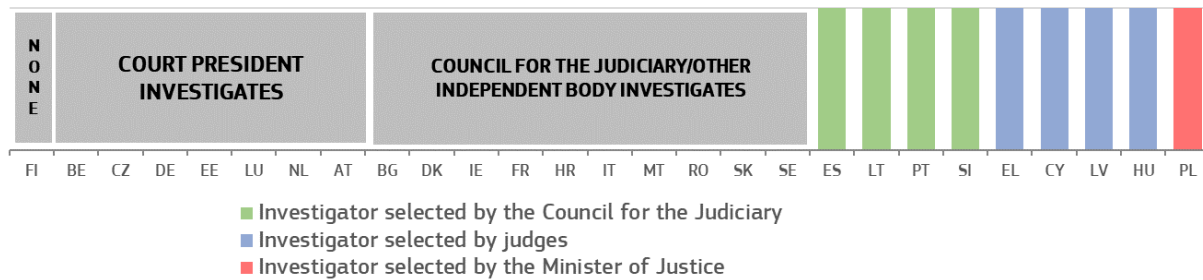 NONE
COURT PRESIDENT
INVESTIGATES
COUNCIL FOR THE JUDICIARY/OTHER
INDEPENDENT BODY INVESTIGATES
FI BE CZ DE EE LU NL AT BG DK IE FR HR IT MT RO SK SE ES LT PT SI EL CY LV HU PL
Investigator selected by the Council for the Judiciary
Investigator selected by judges
Investigator selected by the Minister of Justice